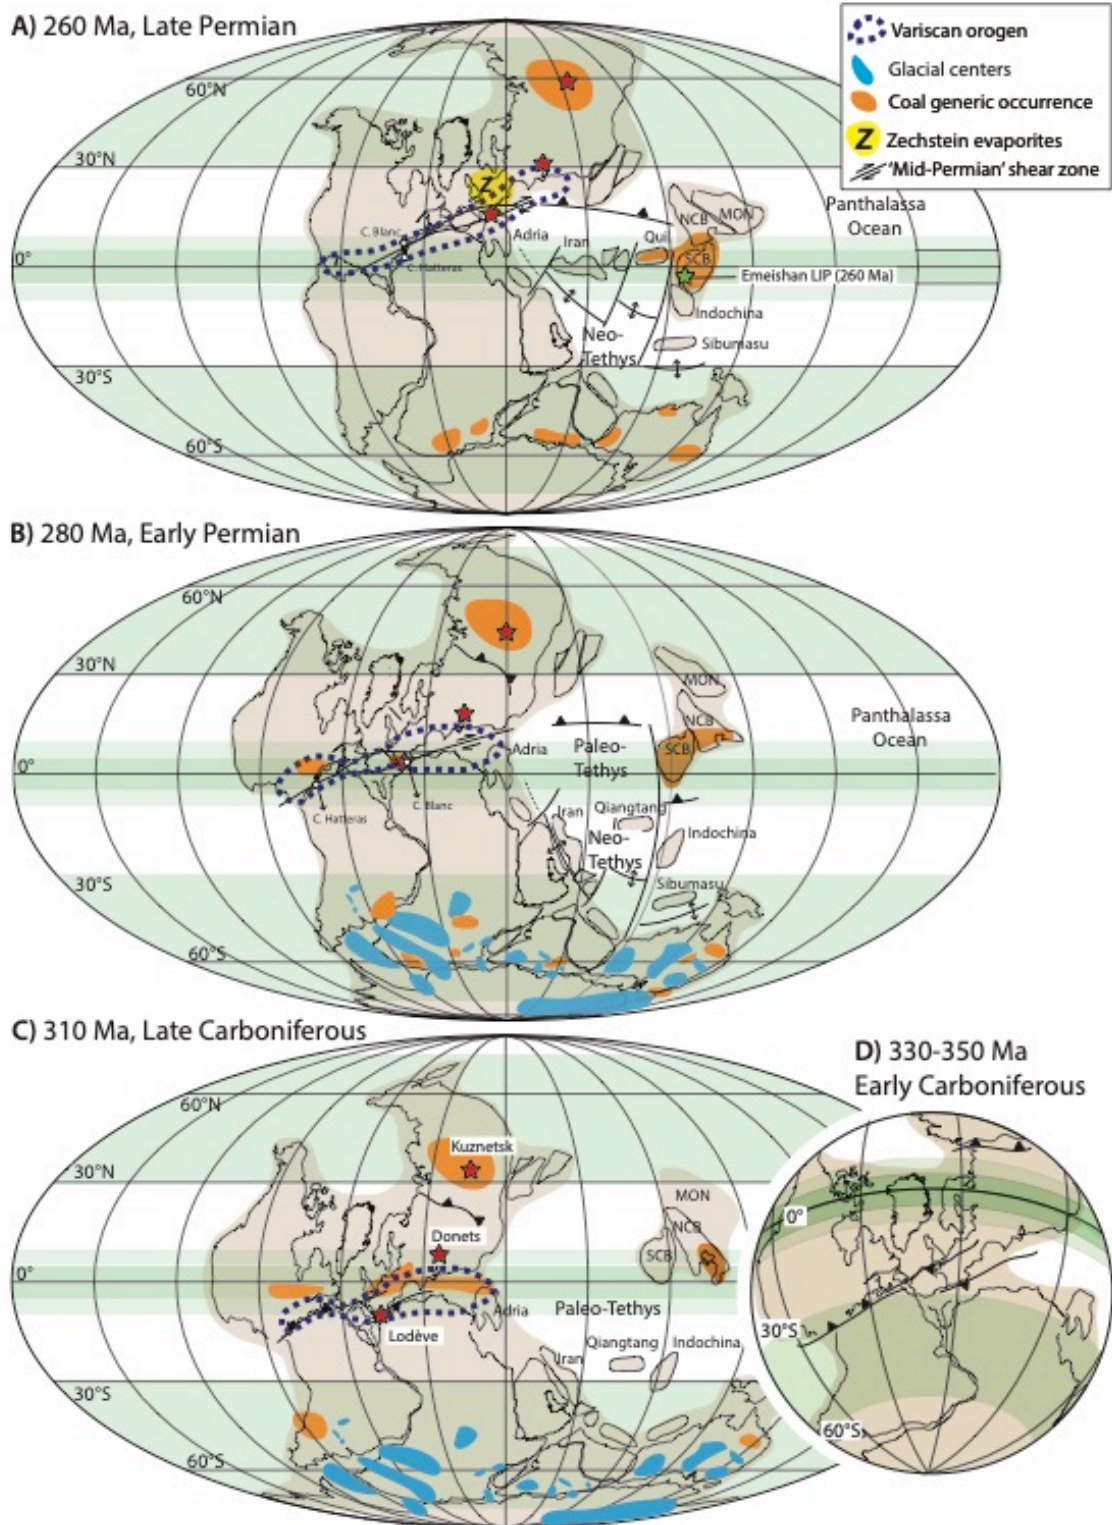 A) 260 Ma, Late Permian
Variscan orogen
Glacial centers
Coal generic occurrence
Z
Zechstein evaporites
'Mid-Permian' shear zone
60°N
30°N
Z
Panthalassa
Ocean
NCB
MON
C. Blanc
Adria
Iran
Qui
SCB
0°
C. Hatteras
Emeishan LIP (260 Ma)
Indochina
Neo-
Tethys
Sibumasu
30°S
60°S
B) 280 Ma, Early Permian
60°N
30°N
MON
NCB
Panthalassa
Ocean
Adria
Paleo-
Tethys
SCB
0°
C. Hatteras
C. Blanc
Iran
Qiangtang
Indochina
Neo-
Tethys
30°S
Sibumasu
60°S
C) 310 Ma, Late Carboniferous
60°N
Kuznetsk
30°N
MON
NCB
Donets
SCB
0°
Adria
Paleo-Tethys
Lodève
Iran
Qiangtang
Indochina
30°S
60°S
D) 330-350 Ma
Early Carboniferous
0°
30°S
60°S